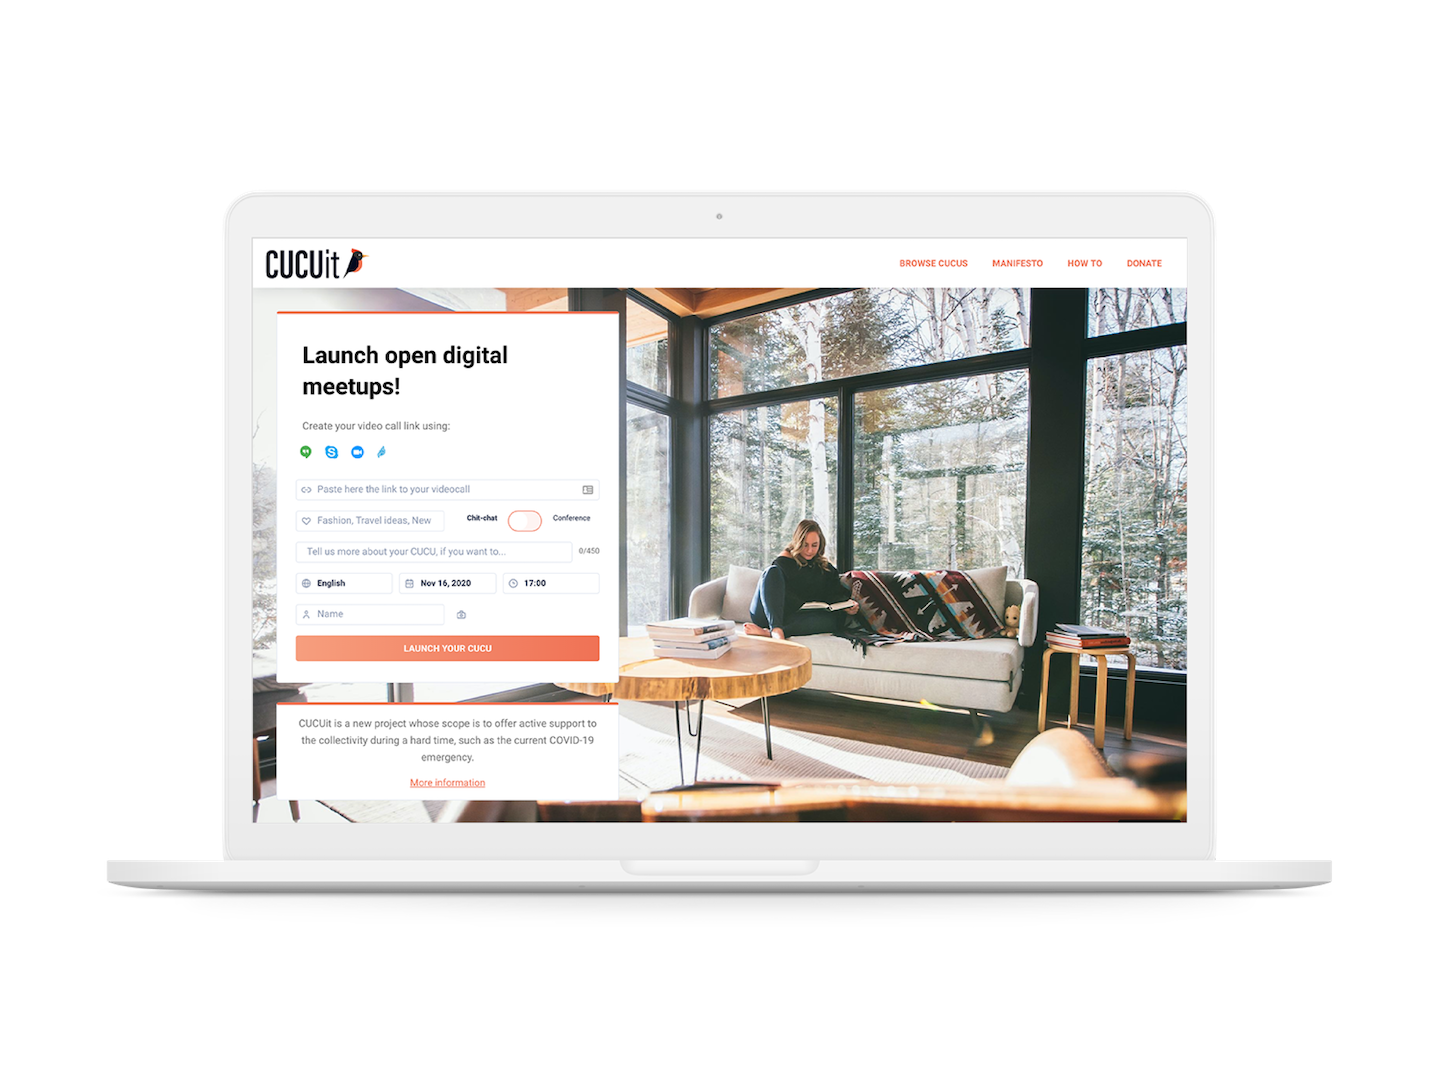 CUCUit
BROWSE CUCUS
MANIFESTO
HOW TO
DONATE
Launch open digital
meetups!
Create your video call link using:
Paste here the link to your videocall
Fashion, Travel ideas, New
Chit-chat
Conference
Tell us more about your CUCU, if you want to...
0/450
English
Nov 16, 2020
17:00
Name
LAUNCH YOUR CUCU
CUCUit is a new project whose scope is to offer active support to
the collectivity during a hard time, such as the current COVID-19
emergency.
More information